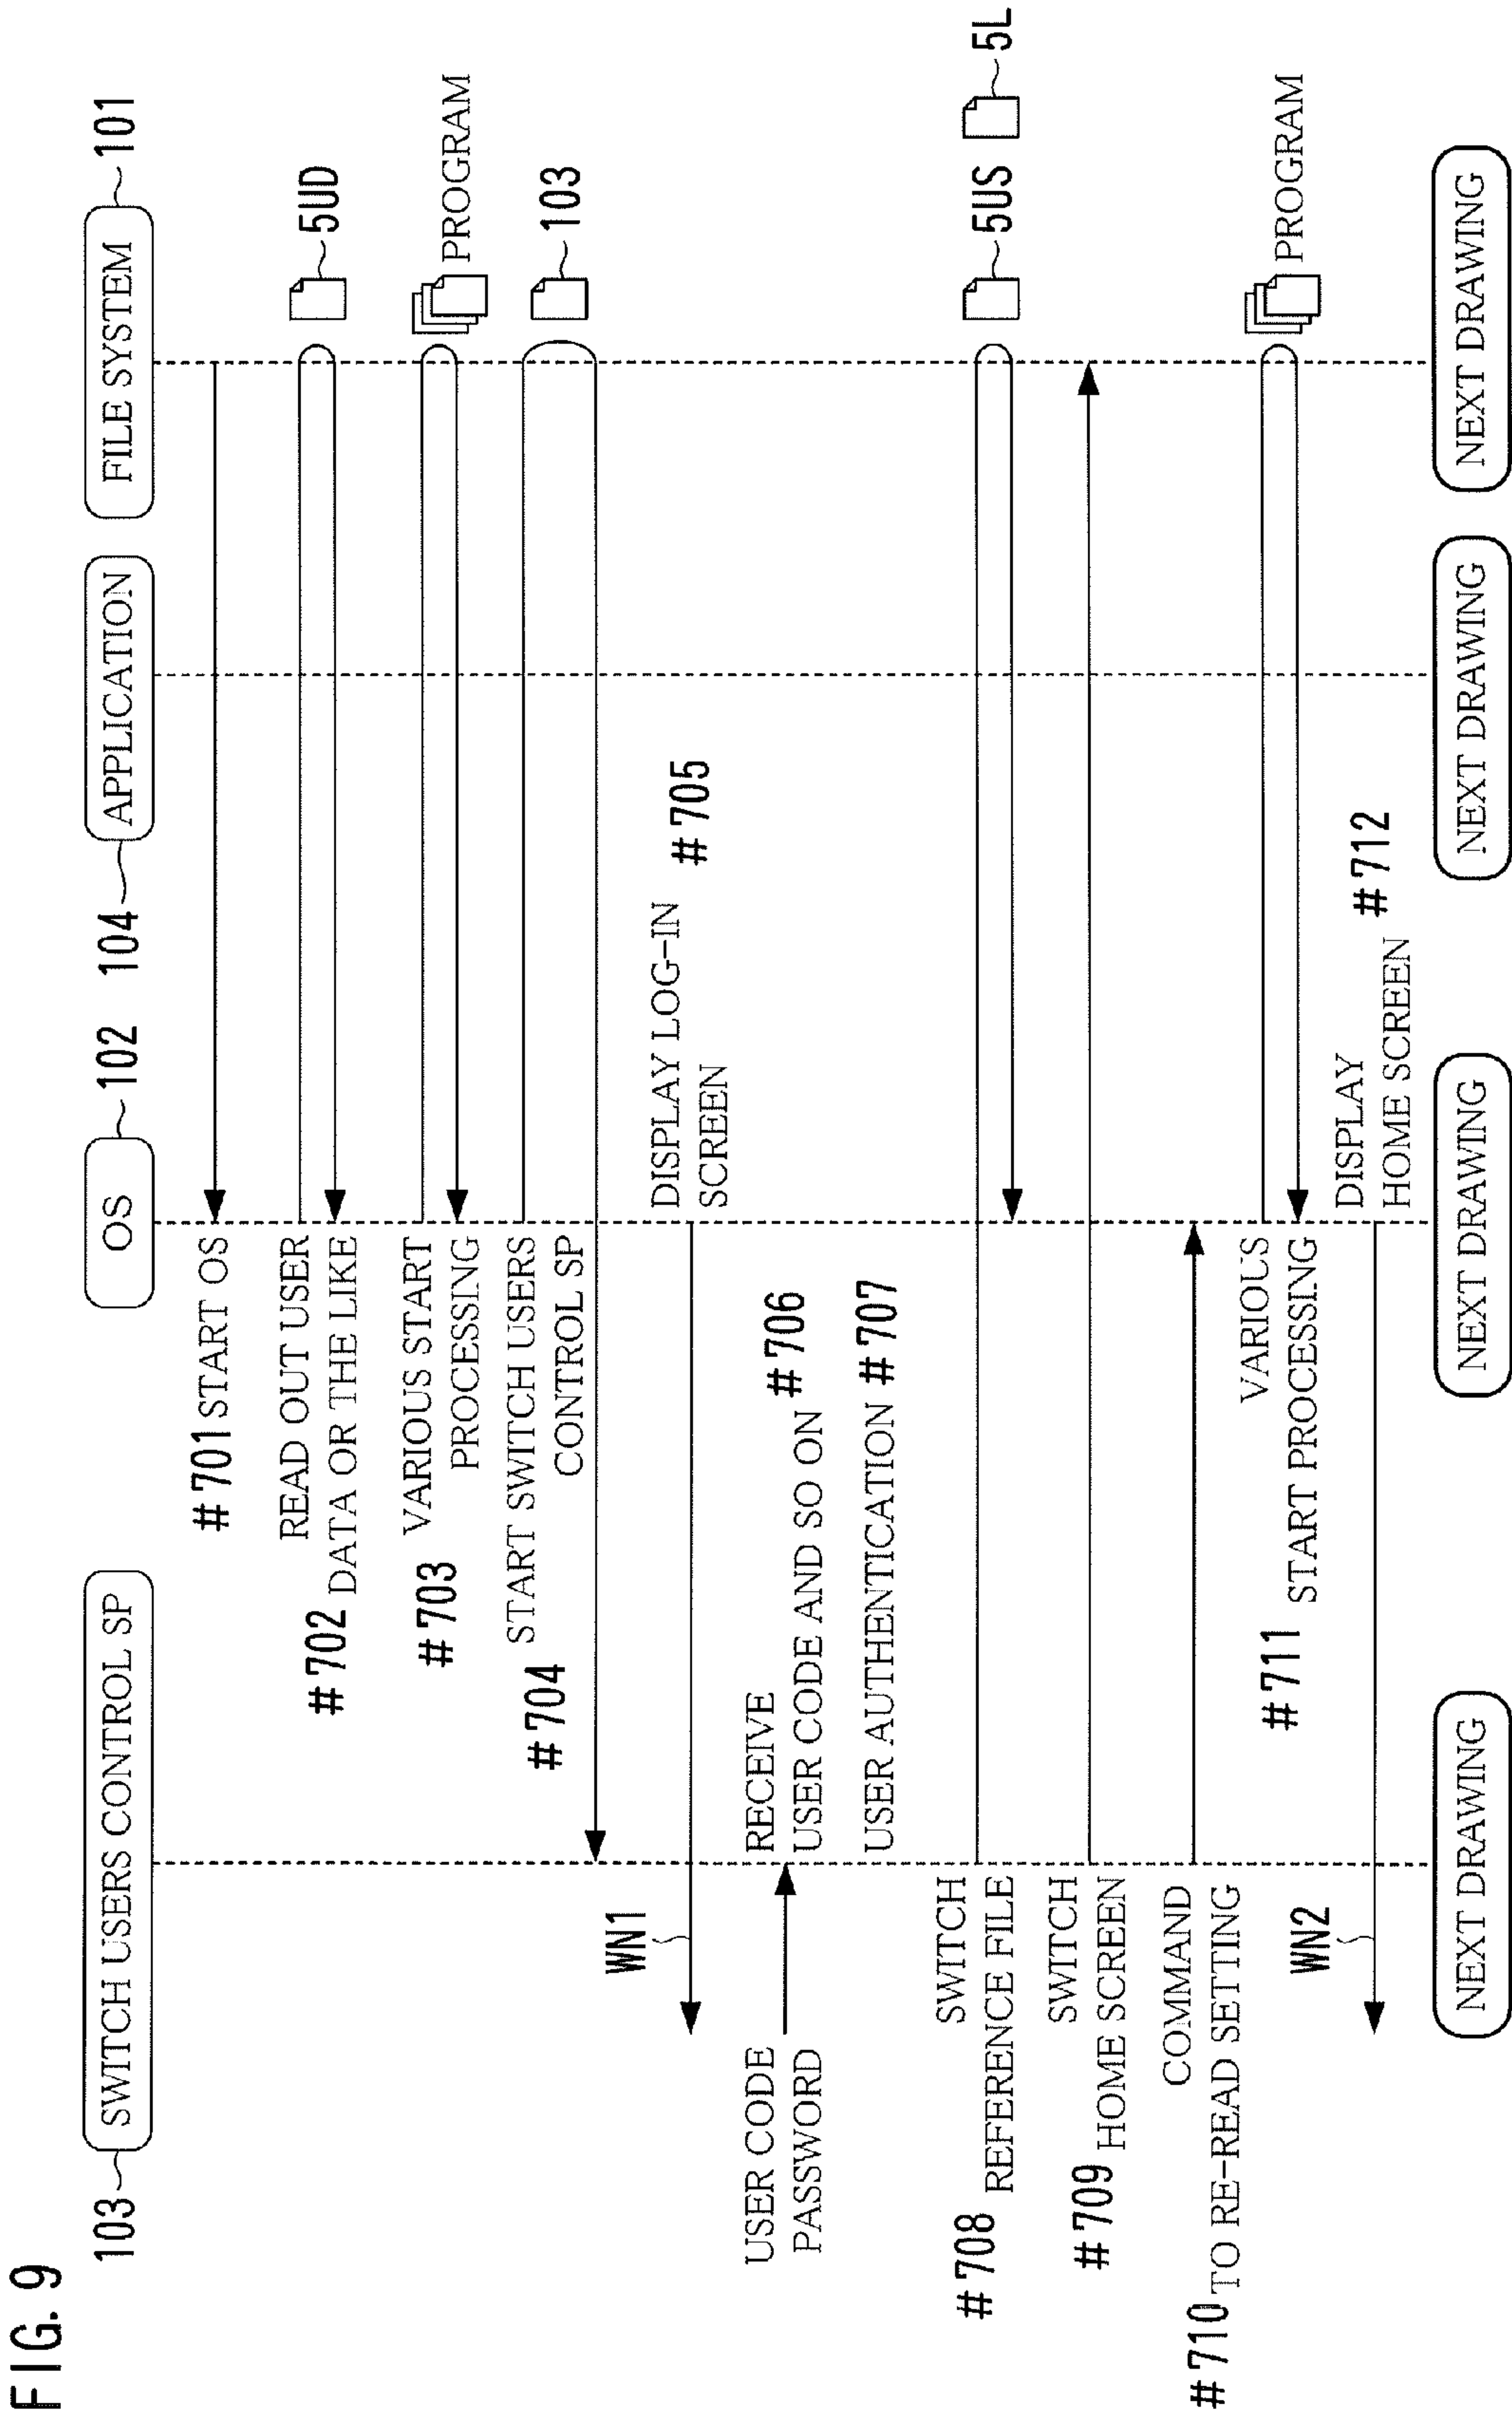 FIG. 9
103 SWITCH USERS CONTROL SP
OS 102
104 APPLICATION
FILE SYSTEM 101
#701 START OS
READ OUT USER
#702 DATA OR THE LIKE
5UD
#703 VARIOUS START
PROCESSING
PROGRAM
START SWITCH USERS
#704 CONTROL SP
103
WN1
DISPLAY LOG-IN
SCREEN
#705
USER CODE
PASSWORD
RECEIVE
USER CODE AND SO ON #706
USER AUTHENTICATION #707
SWITCH
#708 REFERENCE FILE
5US
5L
SWITCH
#709 HOME SCREEN
COMMAND
#710 TO RE-READ SETTING
VARIOUS
#711 START PROCESSING
PROGRAM
WN2
DISPLAY
HOME SCREEN #712
NEXT DRAWING
NEXT DRAWING
NEXT DRAWING
NEXT DRAWING